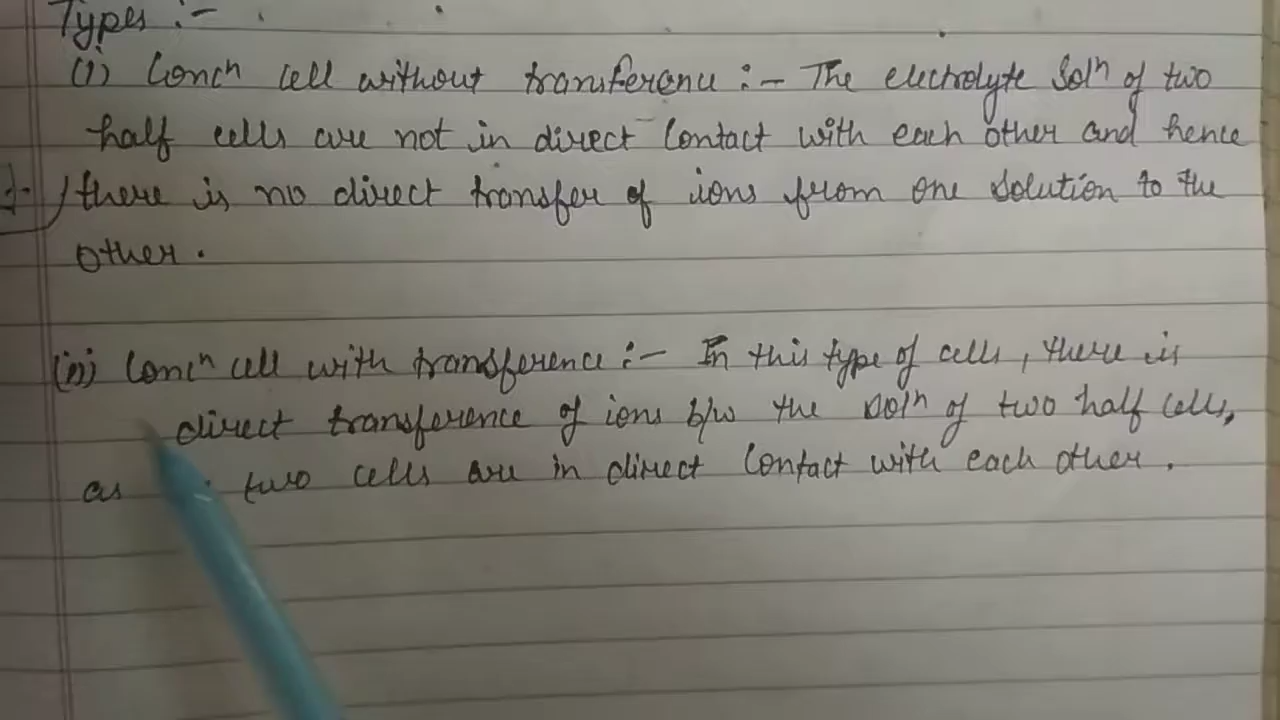 Types :-
(1) Concⁿ cell without transference :- The electrolyte Solⁿ of two
half cells are not in direct contact with each other and hence
there is no direct transfer of ions from one solution to the
other.
(ii) Concⁿ cell with transference :- In this type of cells, there is
direct transference of ions b/w the solⁿ of two half cells,
as two cells are in direct contact with each other.